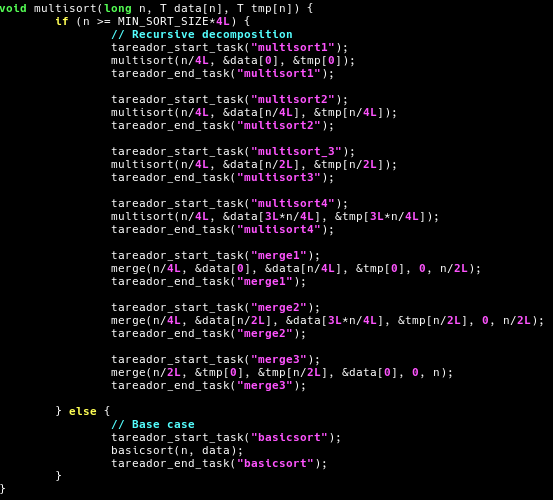 void multisort(long n, T data[n], T tmp[n]) {
if (n >= MIN_SORT_SIZE*4L) {
// Recursive decomposition
tareador_start_task("multisort1");
multisort(n/4L, &data[0], &tmp[0]);
tareador_end_task("multisort1");
tareador_start_task("multisort2");
multisort(n/4L, &data[n/4L], &tmp[n/4L]);
tareador_end_task("multisort2");
tareador_start_task("multisort_3");
multisort(n/4L, &data[n/2L], &tmp[n/2L]);
tareador_end_task("multisort3");
tareador_start_task("multisort4");
multisort(n/4L, &data[3L*n/4L], &tmp[3L*n/4L]);
tareador_end_task("multisort4");
tareador_start_task("merge1");
merge(n/4L, &data[0], &data[n/4L], &tmp[0], 0, n/2L);
tareador_end_task("merge1");
tareador_start_task("merge2");
merge(n/4L, &data[n/2L], &data[3L*n/4L], &tmp[n/2L], 0, n/2L);
tareador_end_task("merge2");
tareador_start_task("merge3");
merge(n/2L, &tmp[0], &tmp[n/2L], &data[0], 0, n);
tareador_end_task("merge3");
} else {
// Base case
tareador_start_task("basicsort");
basicsort(n, data);
tareador_end_task("basicsort");
}
}